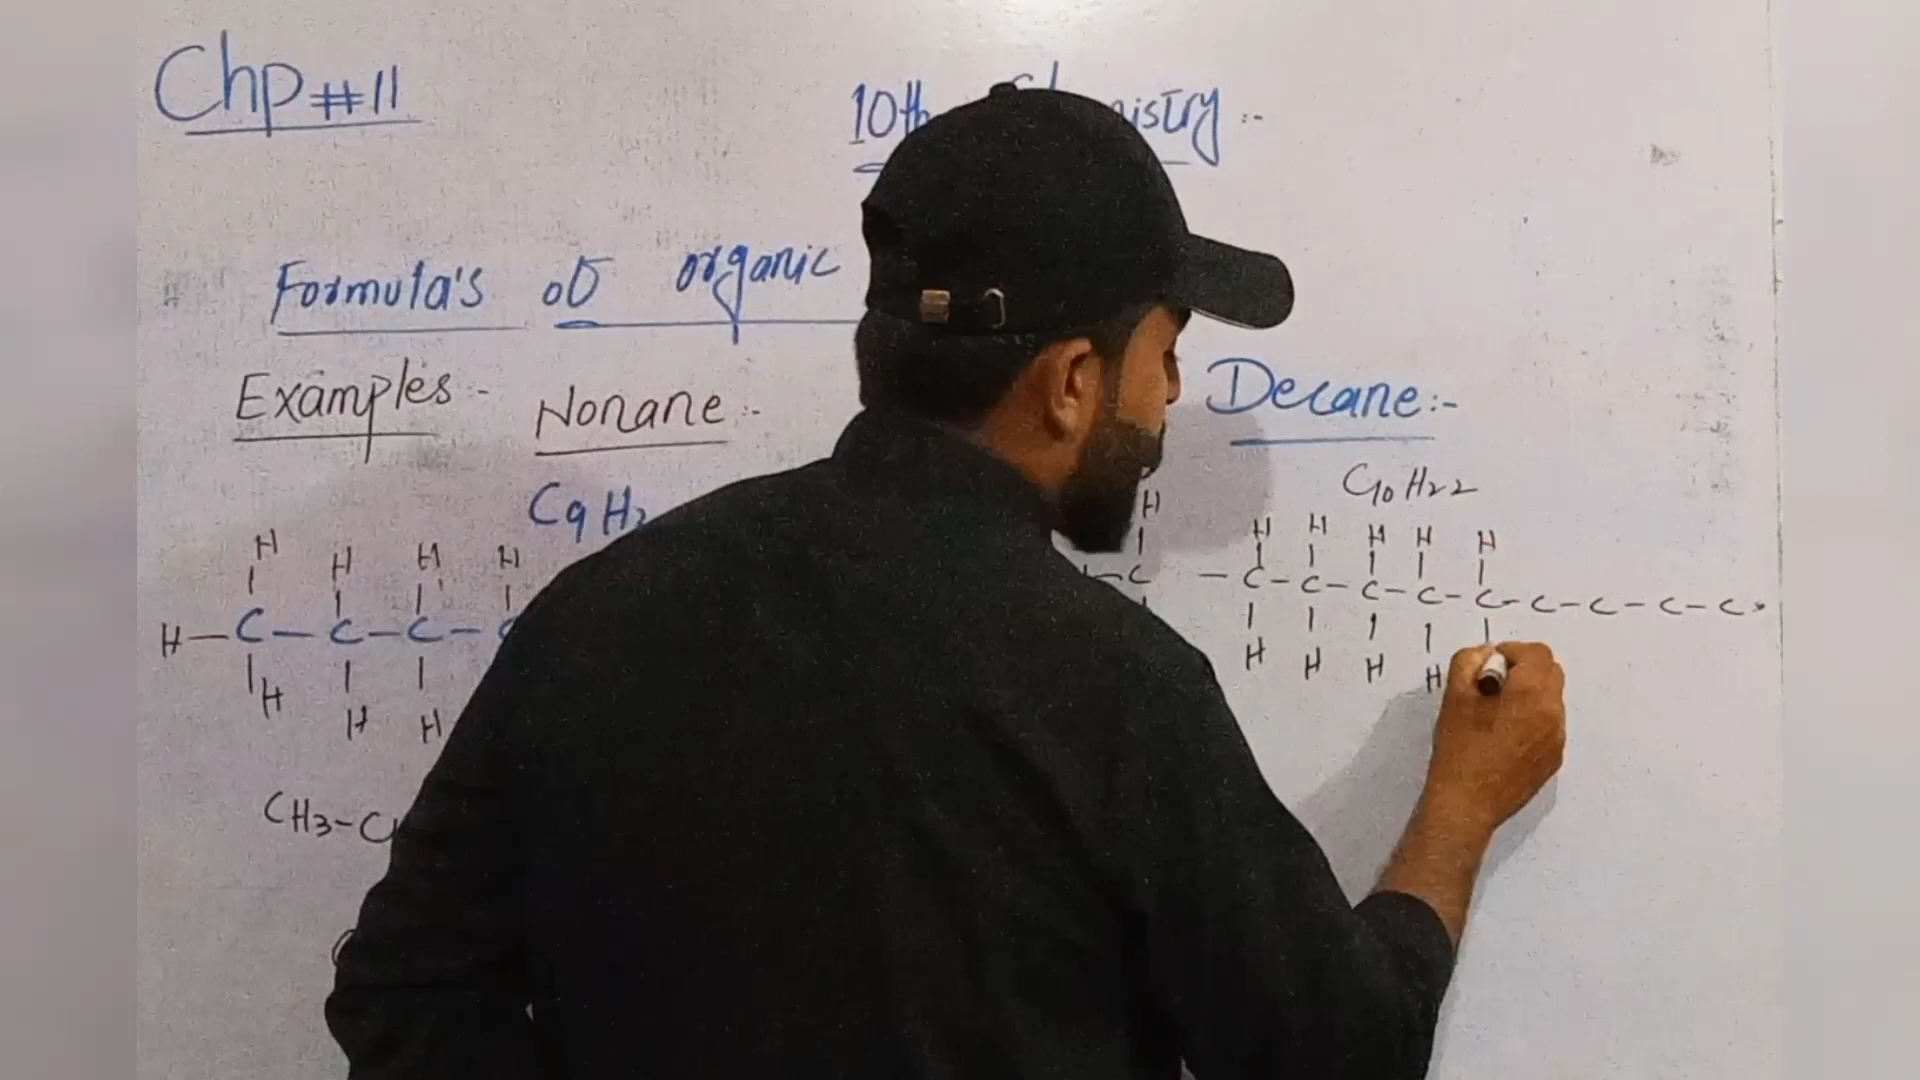 Chp #11
10th Chemistry :-
Formula's of organic
Examples :- Nonane :-
Decane :-
C9 H2
C10 H22
H H H H
H—C—C—C—C
H H H
H H H H H H
C —C-C-C-C-C-C-C-C-C
H H H H
CH3-C